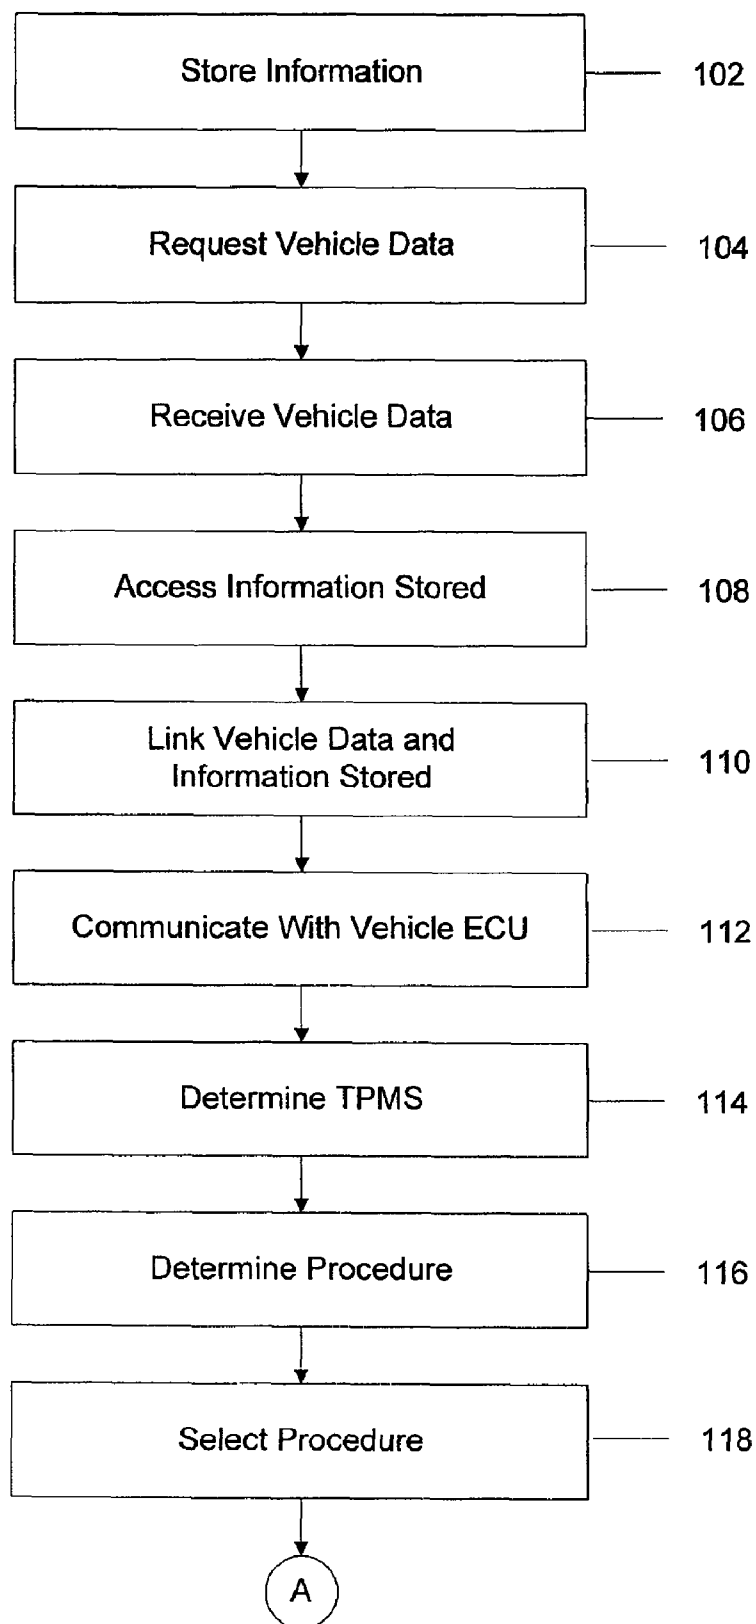 Store Information 102
Request Vehicle Data 104
Receive Vehicle Data 106
Access Information Stored 108
Link Vehicle Data and
Information Stored 110
Communicate With Vehicle ECU 112
Determine TPMS 114
Determine Procedure 116
Select Procedure 118
A